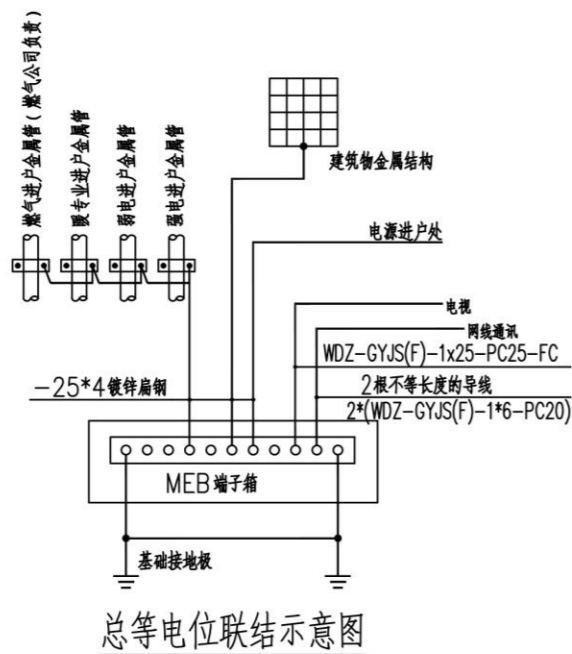 燃气进户金属管(燃气公司负责)
暖专业进户金属管
弱电进户金属管
强电进户金属管
建筑物金属结构
电源进户处
电视
网线通讯
WDZ-GYJS(F)-1x25-PC25-FC
-25*4镀锌扁钢
2根不等长度的导线
2*(WDZ-GYJS(F)-1*6-PC20)
MEB端子箱
基础接地极
总等电位联结示意图